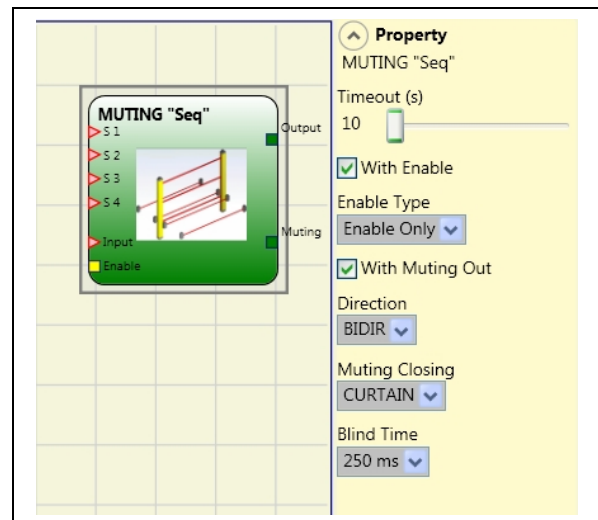 MUTING "Seq"
S 1
S 2
S 3
S 4
Input
Enable
Output
Muting
Property
MUTING "Seq"
Timeout (s)
10
With Enable
Enable Type
Enable Only
With Muting Out
Direction
BIDIR
Muting Closing
CURTAIN
Blind Time
250 ms